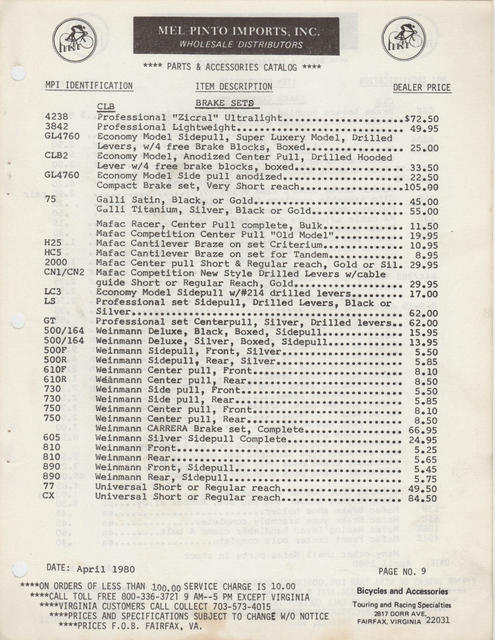 MEL PINTO IMPORTS, INC.
WHOLESALE DISTRIBUTORS
**** PARTS & ACCESSORIES CATALOG ****
MPI IDENTIFICATION ITEM DESCRIPTION DEALER PRICE
CLB BRAKE SETS
4238 Professional "Zicral" Ultralight....................$72.50
3842 Professional Lightweight......................... 49.95
GL4760 Economy Model Sidepull, Super Luxery Model, Drilled
Levers, w/4 free Brake Blocks, Boxed.............. 25.00
CLB2 Economy Model, Anodized Center Pull, Drilled Hooded
Lever w/4 free brake blocks, boxed................ 33.50
GL4760 Economy Model Side pull anodized.................. 22.50
Compact Brake set, Very Short reach...............105.00
75 Galli Satin, Black, or Gold....................... 45.00
Galli Titanium, Silver, Black or Gold............. 55.00
Mafac Racer, Center Pull complete, Bulk........... 11.50
Mafac Competition Center Pull "Old Model"......... 19.95
H25 Mafac Cantilever Braze on set for Criterium....... 10.95
HC5 Mafac Cantilever Braze on set for Tandem.......... 8.95
2000 Mafac Center pull Short & Regular reach, Gold or Sil. 29.95
CN1/CN2 Mafac Competition New Style Drilled Levers w/cable
guide Short or Regular Reach, Gold................ 29.95
LC3 Economy Model Sidepull w/#214 drilled levers...... 17.00
LS Professional set Sidepull, Drilled Levers, Black or
Silver............................................ 62.00
GT Professional set Centerpull, Silver, Drilled levers.. 62.00
500/164 Weinmann Deluxe, Black, Boxed, Sidepull........... 15.95
500/164 Weinmann Deluxe, Silver, Boxed, Sidepull.......... 13.95
500F Weinmann Sidepull, Front, Silver.................. 5.50
500R Weinmann Sidepull, Rear, Silver................... 5.85
610F Weinmann Center pull, Front....................... 8.10
610R Weinmann Center pull, Rear........................ 8.50
730 Weinmann Side pull, Front......................... 5.50
730 Weinmann Side pull, Rear.......................... 5.85
750 Weinmann Center pull, Front....................... 8.10
750 Weinmann Center pull, Rear........................ 8.50
Weinmann CARRERA Brake set, Complete.............. 66.95
605 Weinmann Silver Sidepull Complete................. 24.95
810 Weinmann Front.................................... 5.25
810 Weinmann Rear..................................... 5.65
890 Weinmann Front, Sidepull.......................... 5.45
890 Weinmann Rear, Sidepull........................... 5.75
77 Universal Short or Regular reach.................. 49.50
CX Universal Short or Regular reach.................. 84.50
DATE: April 1980 PAGE NO. 9
****ON ORDERS OF LESS THAN 100.00 SERVICE CHARGE IS 10.00
****CALL TOLL FREE 800-336-3721 9 AM--5 PM EXCEPT VIRGINIA
****VIRGINIA CUSTOMERS CALL COLLECT 703-573-4015
****PRICES AND SPECIFICATIONS SUBJECT TO CHANGE W/O NOTICE
****PRICES F.O.B. FAIRFAX, VA.
Bicycles and Accessories
Touring and Racing Specialties
2817 DORR AVE.
FAIRFAX, VIRGINIA 22031